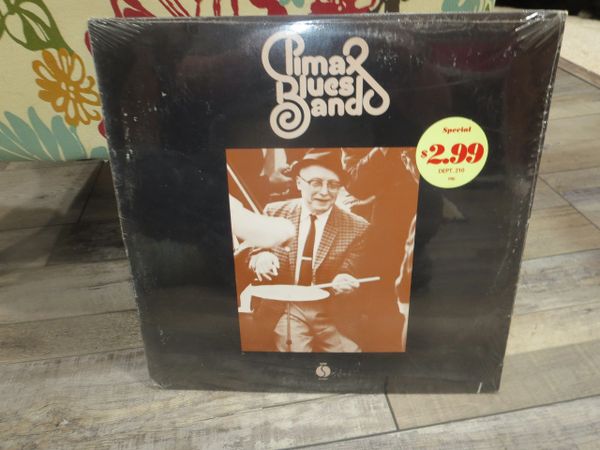 Climax
Blues
Band
Special
$2.99
DEPT. 210